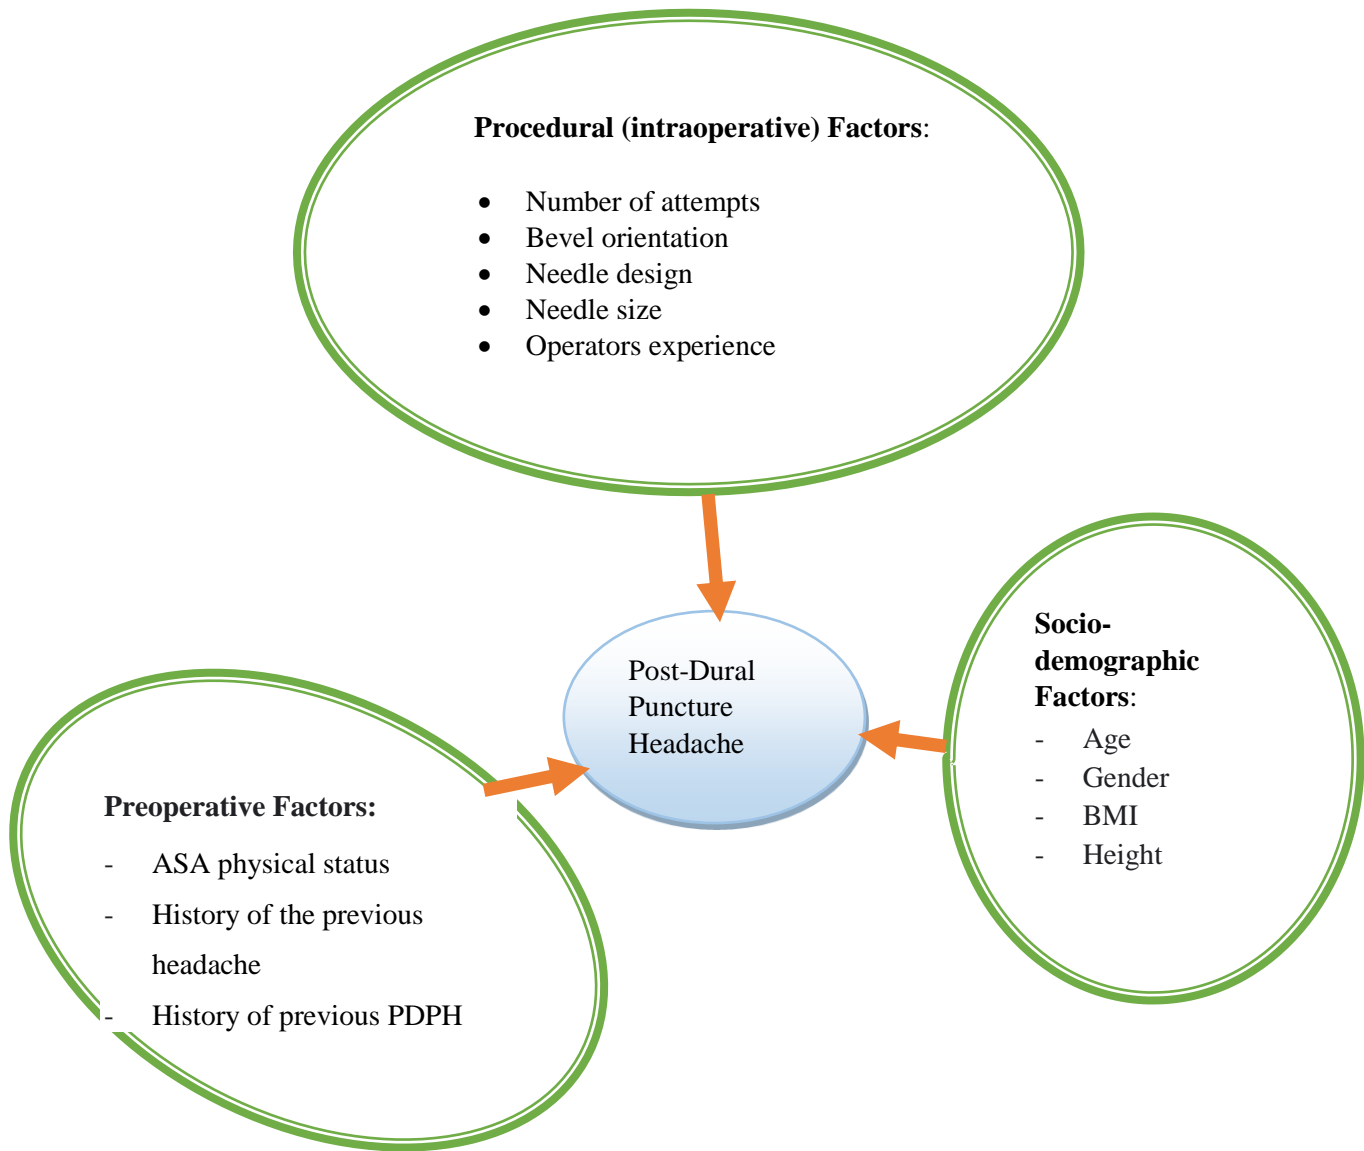 Procedural (intraoperative) Factors:
• Number of attempts
• Bevel orientation
• Needle design
• Needle size
• Operators experience
Post-Dural
Puncture
Headache
Socio-
demographic
Factors:
- Age
- Gender
- BMI
- Height
Preoperative Factors:
- ASA physical status
- History of the previous
headache
- History of previous PDPH